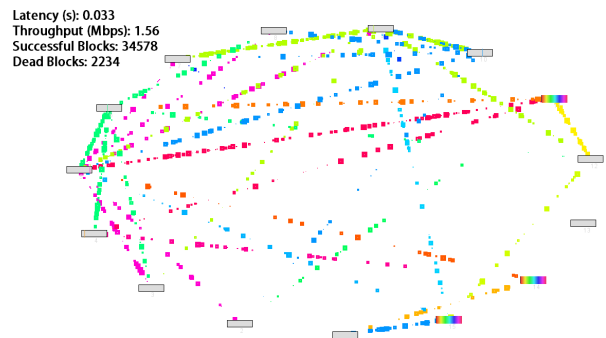 Latency (s): 0.033
Throughput (Mbps): 1.56
Successful Blocks: 34578
Dead Blocks: 2234